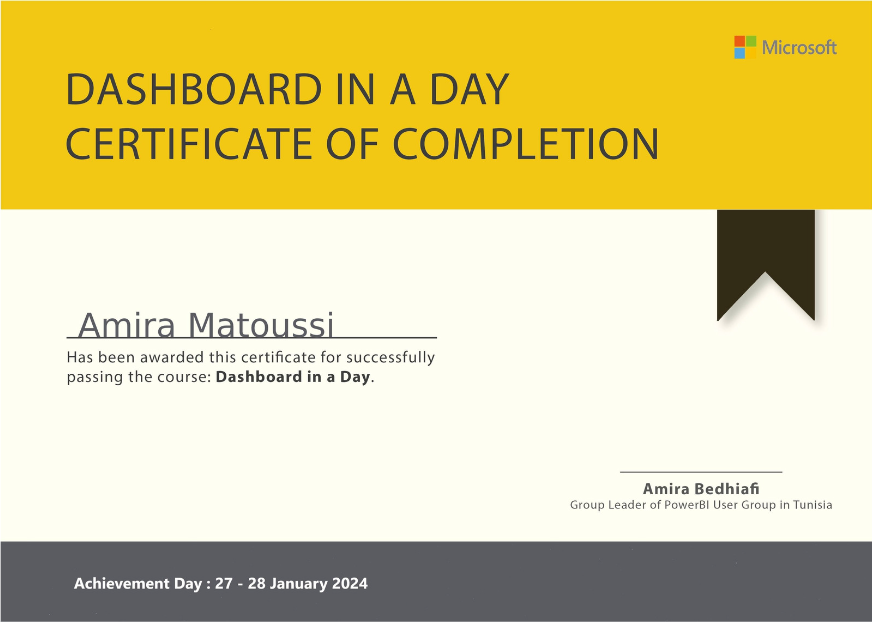 Microsoft
DASHBOARD IN A DAY
CERTIFICATE OF COMPLETION
Amira Matoussi
Has been awarded this certificate for successfully
passing the course: Dashboard in a Day.
Amira Bedhiafi
Group Leader of PowerBI User Group in Tunisia
Achievement Day : 27 - 28 January 2024